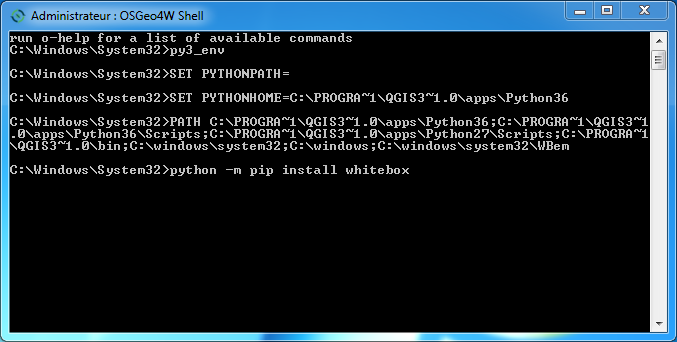 Administrateur : OSGeo4W Shell
run o-help for a list of available commands
C:\Windows\System32>py3_env
C:\Windows\System32>SET PYTHONPATH=
C:\Windows\System32>SET PYTHONHOME=C:\PROGRA~1\QGIS3~1.0\apps\Python36
C:\Windows\System32>PATH C:\PROGRA~1\QGIS3~1.0\apps\Python36;C:\PROGRA~1\QGIS3~1
.0\apps\Python36\Scripts;C:\PROGRA~1\QGIS3~1.0\apps\Python27\Scripts;C:\PROGRA~1
\QGIS3~1.0\bin;C:\windows\system32;C:\windows;C:\windows\system32\WBem
C:\Windows\System32>python -m pip install whitebox